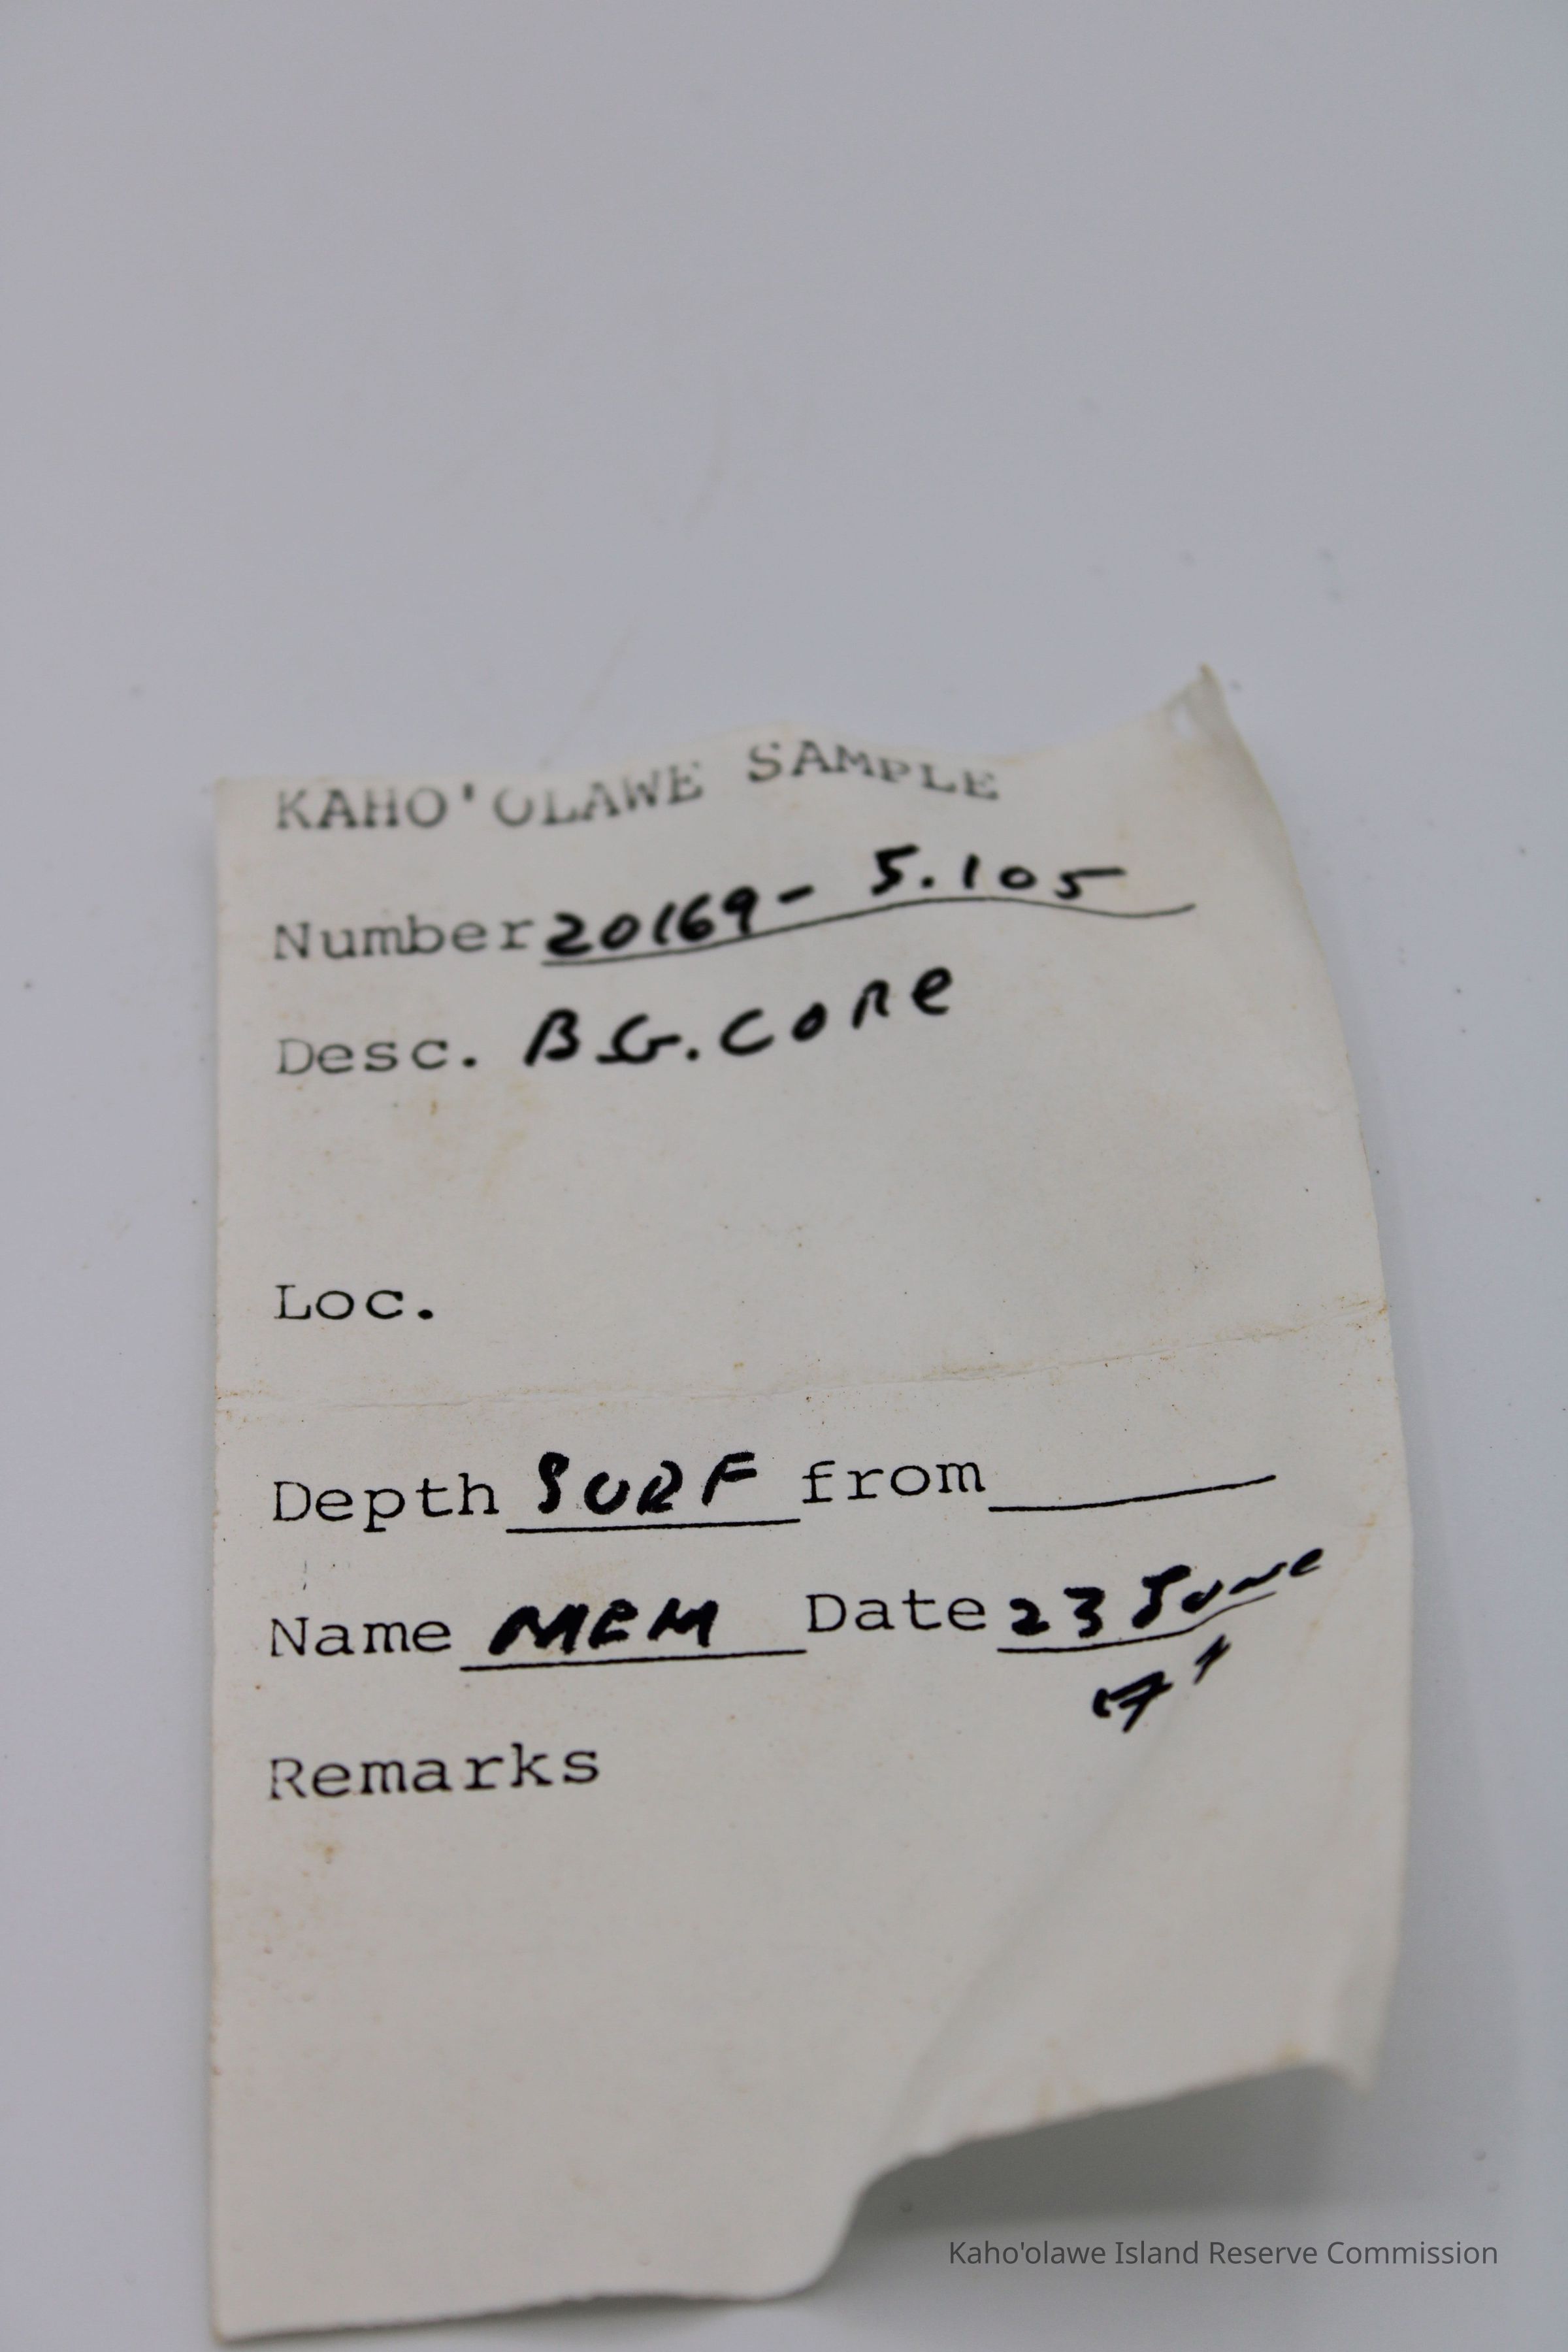 KAHO'OLAWE SAMPLE
Number 20169- 5.105
Desc. BG. CORE
Loc.
Depth SURF from
Name MEM Date 23 June
Remarks
Kaho'olawe Island Reserve Commission